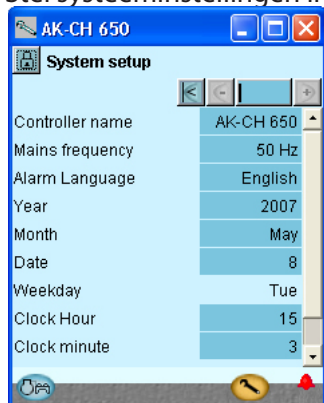 AK-CH 650
System setup
Controller name AK-CH 650
Mains frequency 50 Hz
Alarm Language English
Year 2007
Month May
Date 8
Weekday Tue
Clock Hour 15
Clock minute 3